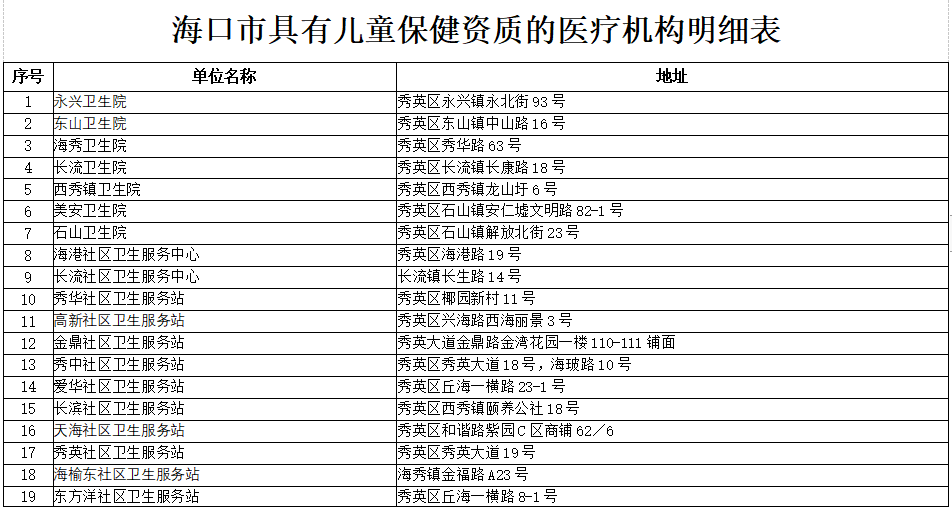 海口市具有儿童保健资质的医疗机构明细表
序号 单位名称 地址
1 永兴卫生院 秀英区永兴镇永北街93号
2 东山卫生院 秀英区东山镇中山路16号
3 海秀卫生院 秀英区秀华路63号
4 长流卫生院 秀英区长流镇长康路18号
5 西秀镇卫生院 秀英区西秀镇龙山圩6号
6 美安卫生院 秀英区石山镇安仁墟文明路82-1号
7 石山卫生院 秀英区石山镇解放北街23号
8 海港社区卫生服务中心 秀英区海港路19号
9 长流社区卫生服务中心 长流镇长生路14号
10 秀华社区卫生服务站 秀英区椰园新村11号
11 高新社区卫生服务站 秀英区兴海路西海丽景3号
12 金鼎社区卫生服务站 秀英大道金鼎路金湾花园一楼110-111铺面
13 秀中社区卫生服务站 秀英区秀英大道18号，海玻路10号
14 爱华社区卫生服务站 秀英区丘海一横路23-1号
15 长滨社区卫生服务站 秀英区西秀镇颐养公社18号
16 天海社区卫生服务站 秀英区和谐路紫园C区商铺62／6
17 秀英社区卫生服务站 秀英区秀英大道19号
18 海榆东社区卫生服务站 海秀镇金福路A23号
19 东方洋社区卫生服务站 秀英区丘海一横路8-1号